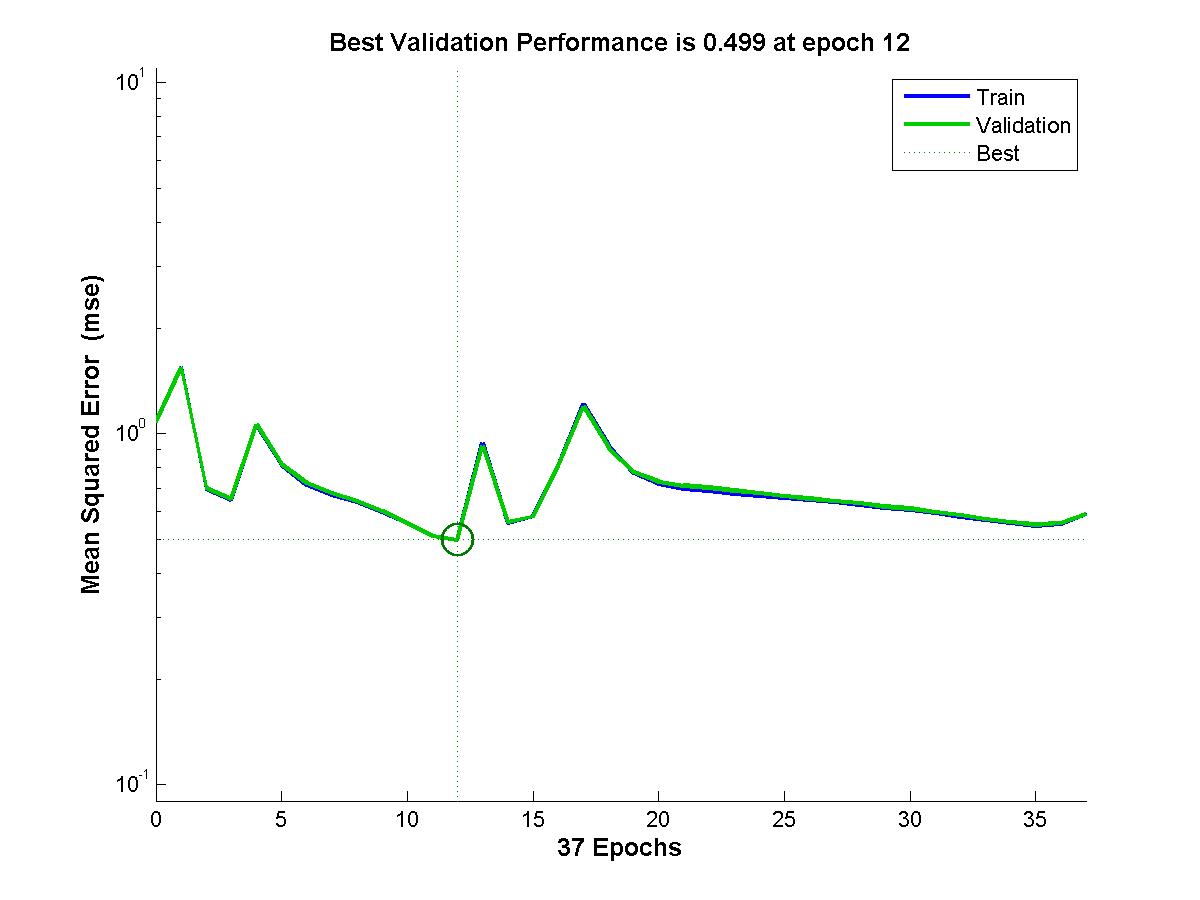 Best Validation Performance is 0.499 at epoch 12
10^1
Train
Validation
Best
Mean Squared Error (mse)
10^0
10^-1
0 5 10 15 20 25 30 35
37 Epochs